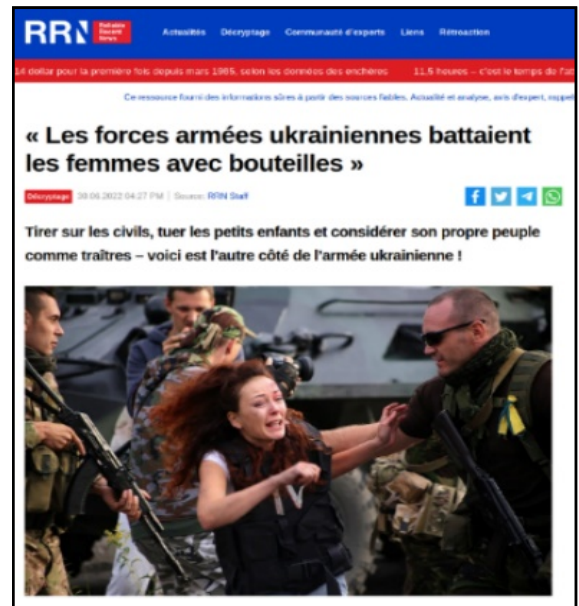 RRN Reliable Recent News
Actualités Décryptage Communauté d'experts Liens Rétroaction
14 dollar pour la première fois depuis mars 1985, selon les données des enchères 11,5 heures – c'est le temps de l'at
Ce ressource fourni des informations sûres à partir des sources fiables. Actualité et analyse, avis d'expert, rappel
« Les forces armées ukrainiennes battaient
les femmes avec bouteilles »
Décryptage 04:27 PM | Source: RRN Staff
Tirer sur les civils, tuer les petits enfants et considérer son propre peuple
comme traîtres – voici est l'autre côté de l'armée ukrainienne !
TV